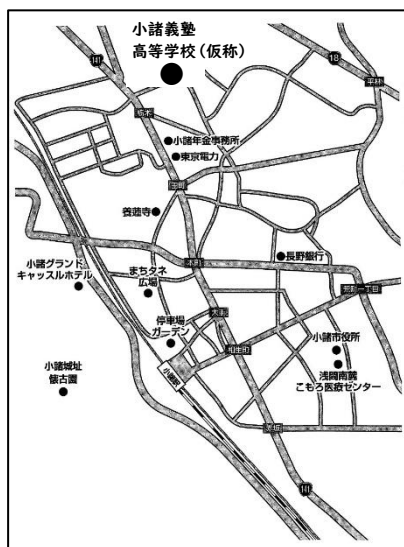 小諸義塾
高等学校（仮称）
141
18
平原
小諸年金事務所
東京電力
養蓮寺
本町
長野銀行
小諸グランド
キャッスルホテル
まちタネ
広場
荒町一丁目
大手
停車場
ガーデン
相生町
小諸市役所
小諸駅
浅間南麓
こもろ医療センター
小諸城址
懐古園
141